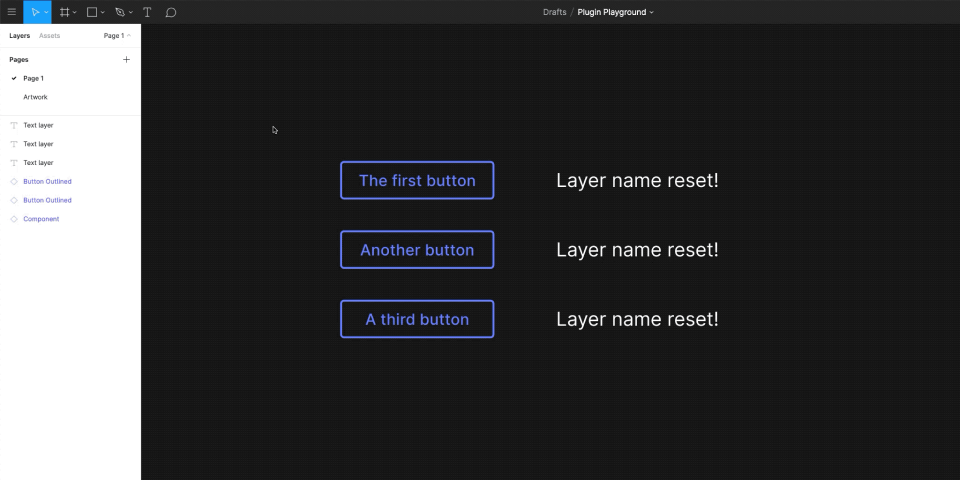 Drafts / Plugin Playground
Layers Assets Page 1
Pages
Page 1
Artwork
Text layer
Text layer
Text layer
Button Outlined
Button Outlined
Component
The first button Layer name reset!
Another button Layer name reset!
A third button Layer name reset!